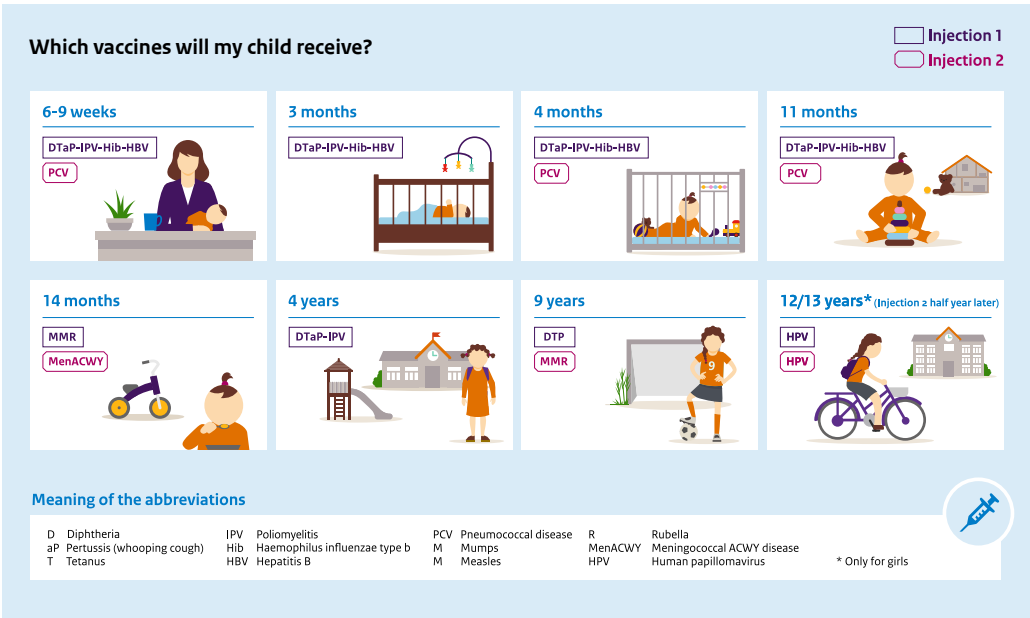 Which vaccines will my child receive?
Injection 1
Injection 2
6-9 weeks
DTaP-IPV-Hib-HBV
PCV
3 months
DTaP-IPV-Hib-HBV
4 months
DTaP-IPV-Hib-HBV
PCV
11 months
DTaP-IPV-Hib-HBV
PCV
14 months
MMR
MenACWY
4 years
DTaP-IPV
9 years
DTP
MMR
9
12/13 years* (Injection 2 half year later)
HPV
HPV
Meaning of the abbreviations
D Diphtheria
aP Pertussis (whooping cough)
T Tetanus
IPV Poliomyelitis
Hib Haemophilus influenzae type b
HBV Hepatitis B
PCV Pneumococcal disease
M Mumps
M Measles
R Rubella
MenACWY Meningococcal ACWY disease
HPV Human papillomavirus
* Only for girls